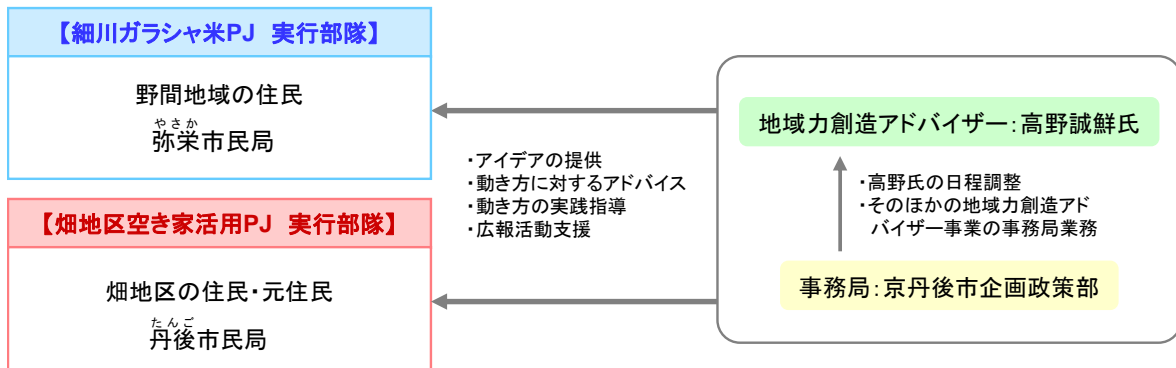 【細川ガラシャ米PJ 実行部隊】
野間地域の住民
やさか
弥栄市民局
【畑地区空き家活用PJ 実行部隊】
畑地区の住民・元住民
たんご
丹後市民局
・アイデアの提供
・動き方に対するアドバイス
・動き方の実践指導
・広報活動支援
地域力創造アドバイザー：高野誠鮮氏
・高野氏の日程調整
・そのほかの地域力創造アド
バイザー事業の事務局業務
事務局：京丹後市企画政策部